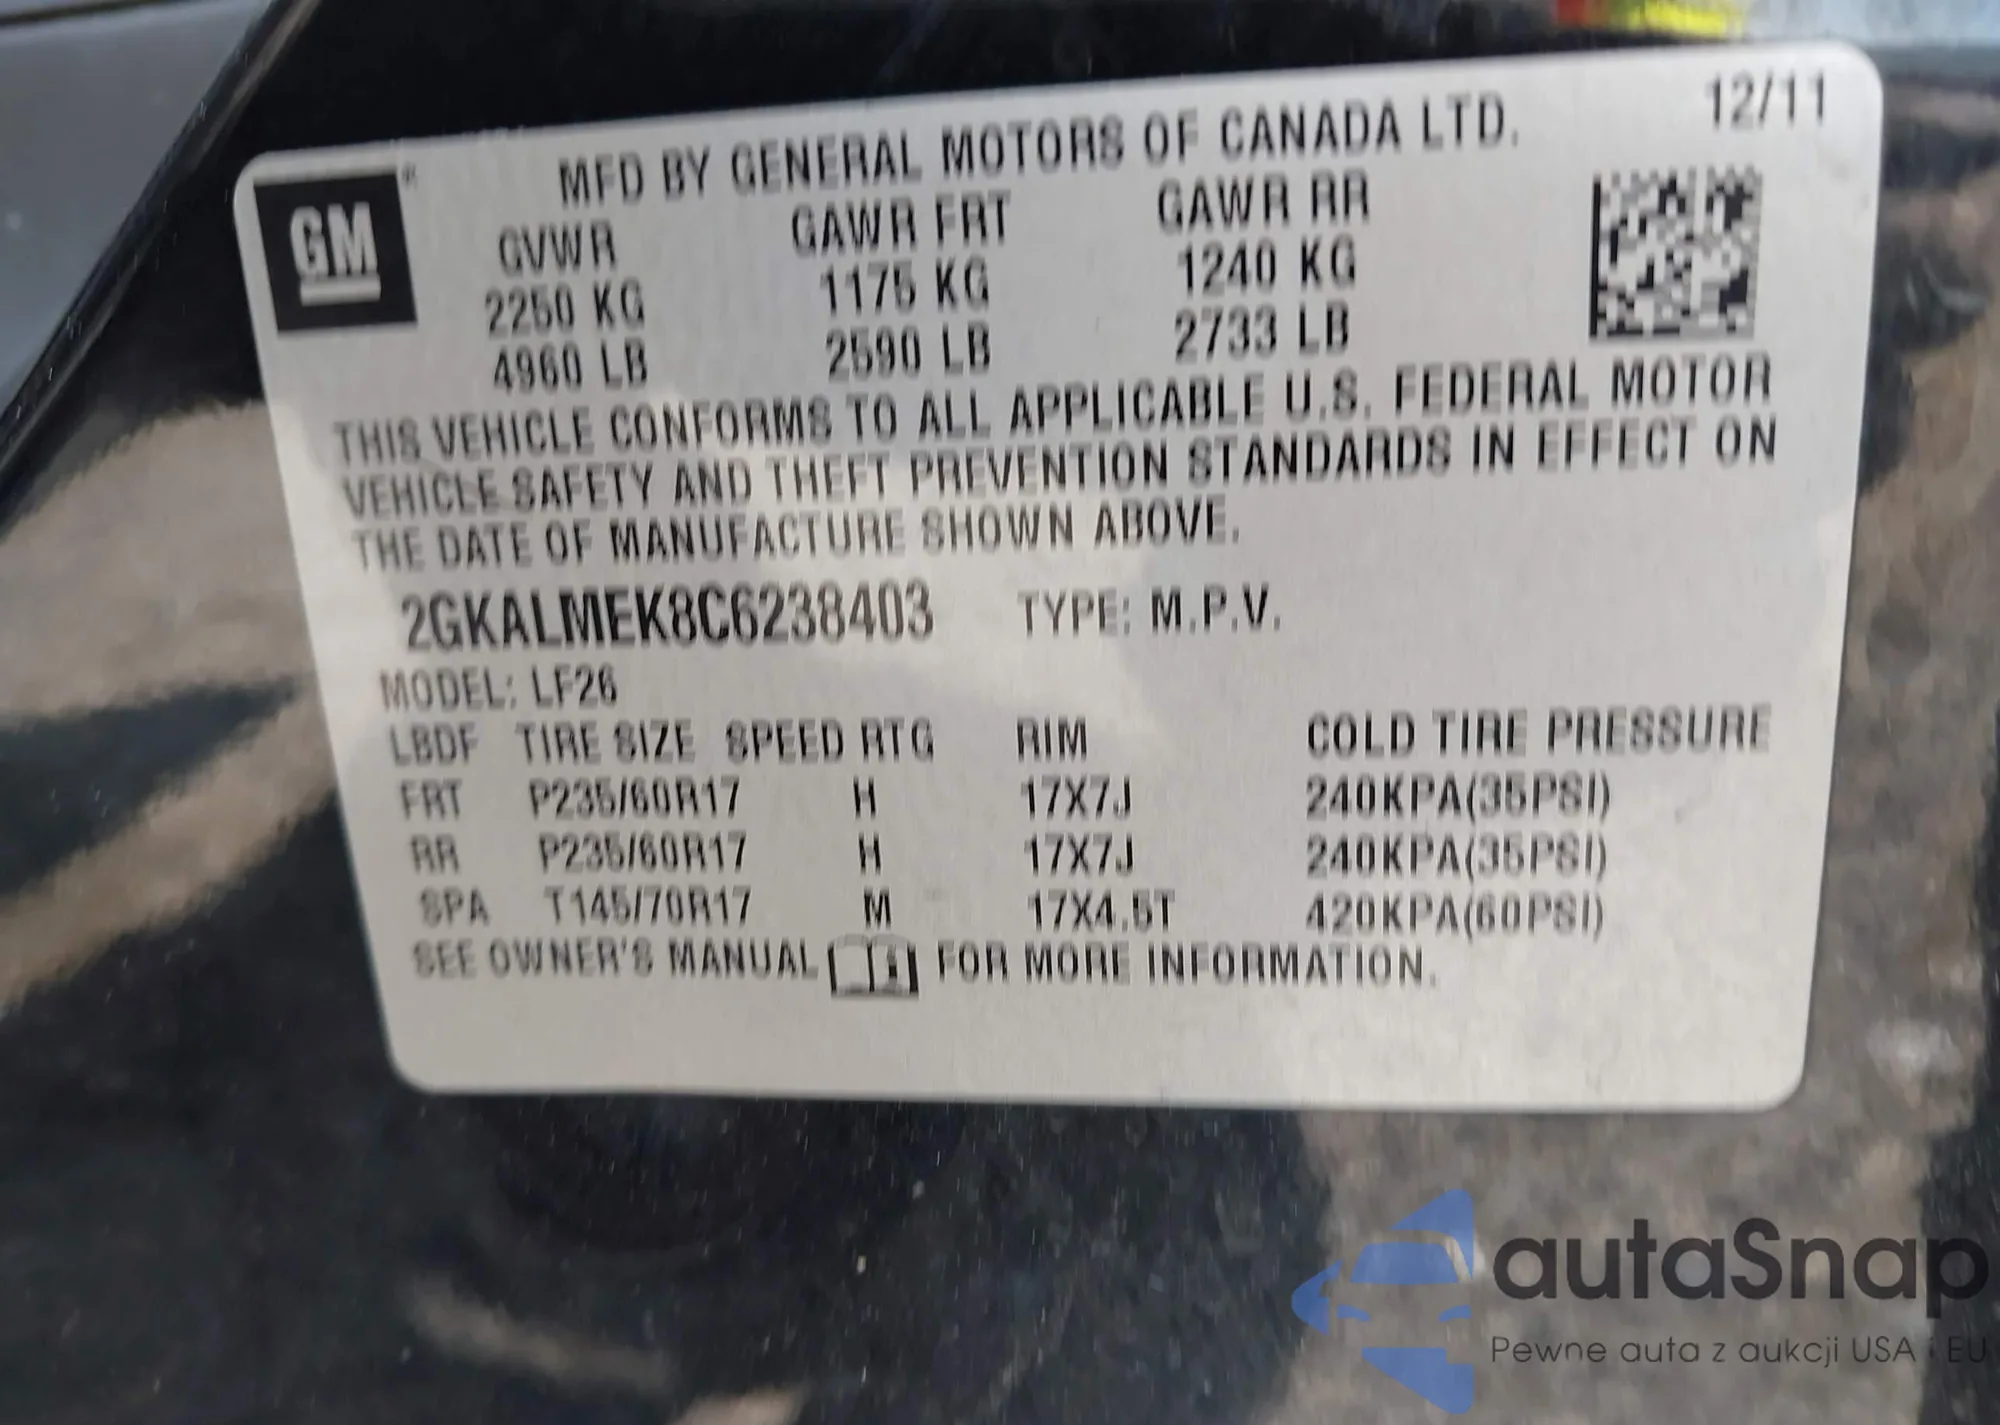 12/11
MFD BY GENERAL MOTORS OF CANADA LTD.
GM®
GVWR GAWR FRT GAWR RR
2250 KG 1175 KG 1240 KG
4960 LB 2590 LB 2733 LB
THIS VEHICLE CONFORMS TO ALL APPLICABLE U.S. FEDERAL MOTOR
VEHICLE SAFETY AND THEFT PREVENTION STANDARDS IN EFFECT ON
THE DATE OF MANUFACTURE SHOWN ABOVE.
2GKALMEK8C6238403 TYPE: M.P.V.
MODEL: LF26
LBDF TIRE SIZE SPEED RTG RIM COLD TIRE PRESSURE
FRT P235/60R17 H 17X7J 240KPA(35PSI)
RR P235/60R17 H 17X7J 240KPA(35PSI)
SPA T145/70R17 M 17X4.5T 420KPA(60PSI)
SEE OWNER'S MANUAL FOR MORE INFORMATION.
autaSnap
Pewne auta z aukcji USA i EU